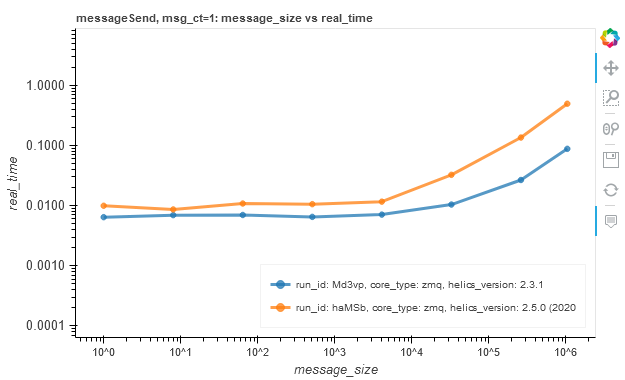 messageSend, msg_ct=1: message_size vs real_time
real_time
1.0000
0.1000
0.0100
0.0010
0.0001
run_id: Md3vp, core_type: zmq, helics_version: 2.3.1
run_id: haMSb, core_type: zmq, helics_version: 2.5.0 (2020
10^0 10^1 10^2 10^3 10^4 10^5 10^6
message_size